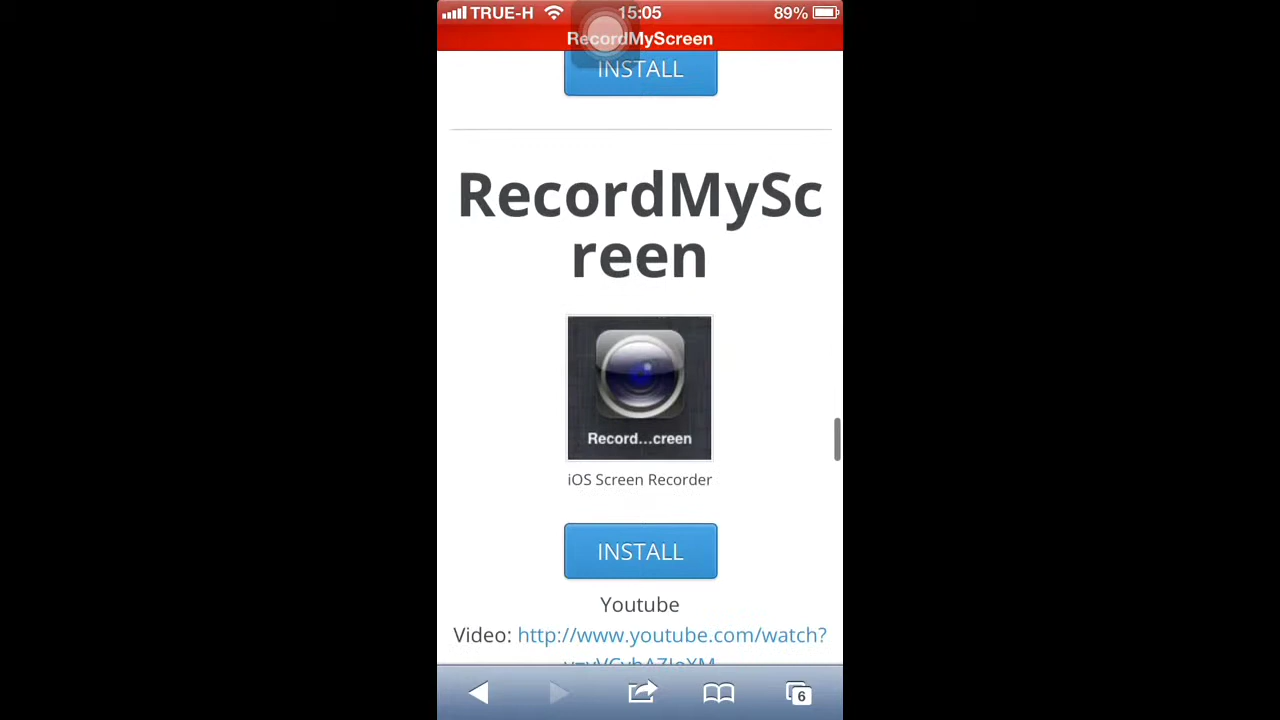 TRUE-H 15:05 89%
RecordMyScreen
INSTALL
RecordMySc
reen
Record...creen
iOS Screen Recorder
INSTALL
Youtube
Video: http://www.youtube.com/watch?
6